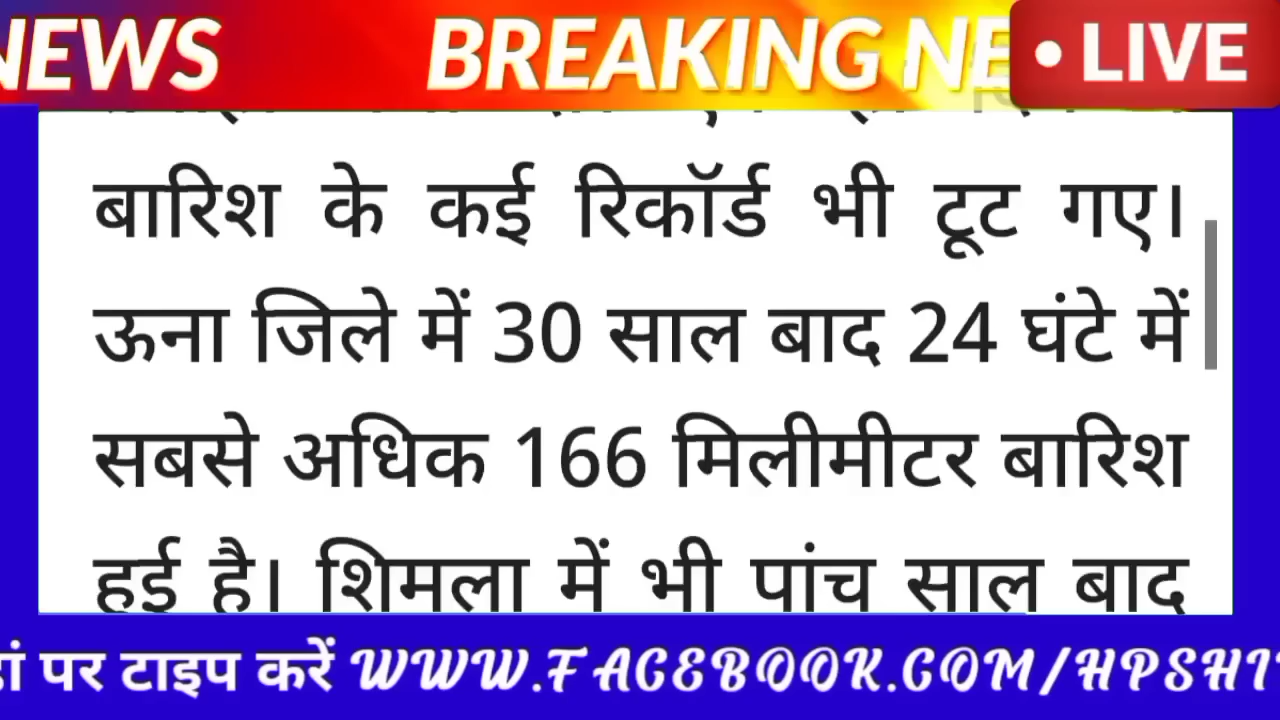 NEWS BREAKING NE • LIVE
बारिश के कई रिकॉर्ड भी टूट गए।
ऊना जिले में 30 साल बाद 24 घंटे में
सबसे अधिक 166 मिलीमीटर बारिश
हुई है। शिमला में भी पांच साल बाद
पर टाइप करें WWW.FACEBOOK.COM/HPSHI